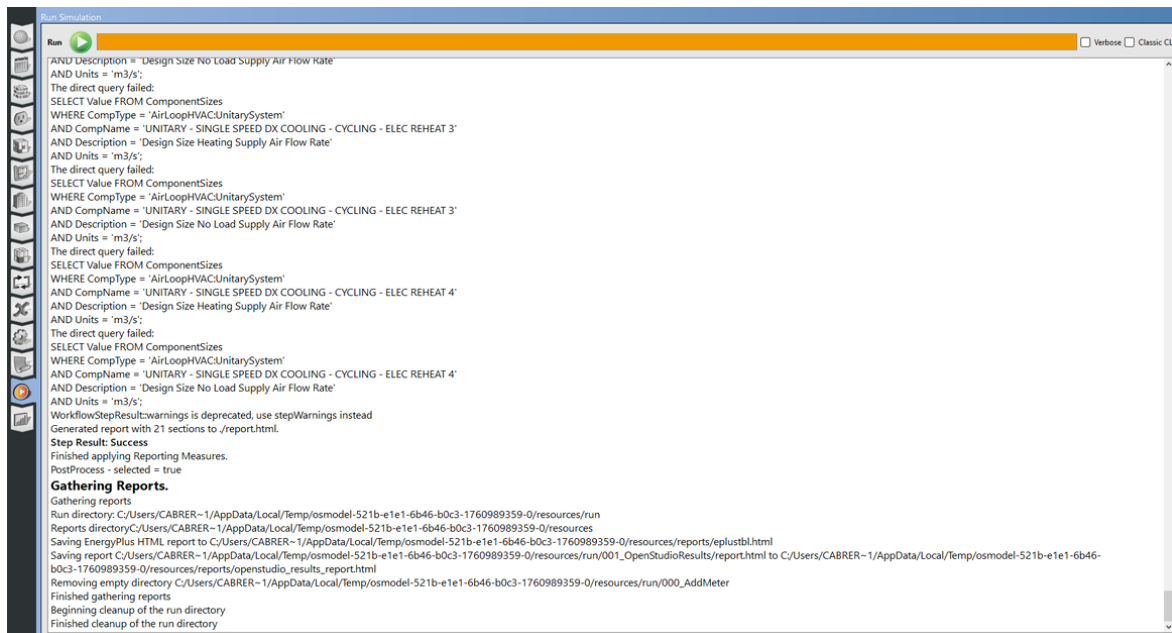 Run Simulation
Run
Verbose
Classic CL
AND Description = 'Design Size No Load Supply Air Flow Rate'
AND Units = 'm3/s';
The direct query failed:
SELECT Value FROM ComponentSizes
WHERE CompType = 'AirLoopHVAC:UnitarySystem'
AND CompName = 'UNITARY - SINGLE SPEED DX COOLING - CYCLING - ELEC REHEAT 3'
AND Description = 'Design Size Heating Supply Air Flow Rate'
AND Units = 'm3/s';
The direct query failed:
SELECT Value FROM ComponentSizes
WHERE CompType = 'AirLoopHVAC:UnitarySystem'
AND CompName = 'UNITARY - SINGLE SPEED DX COOLING - CYCLING - ELEC REHEAT 3'
AND Description = 'Design Size No Load Supply Air Flow Rate'
AND Units = 'm3/s';
The direct query failed:
SELECT Value FROM ComponentSizes
WHERE CompType = 'AirLoopHVAC:UnitarySystem'
AND CompName = 'UNITARY - SINGLE SPEED DX COOLING - CYCLING - ELEC REHEAT 4'
AND Description = 'Design Size Heating Supply Air Flow Rate'
AND Units = 'm3/s';
The direct query failed:
SELECT Value FROM ComponentSizes
WHERE CompType = 'AirLoopHVAC:UnitarySystem'
AND CompName = 'UNITARY - SINGLE SPEED DX COOLING - CYCLING - ELEC REHEAT 4'
AND Description = 'Design Size No Load Supply Air Flow Rate'
AND Units = 'm3/s';
WorkflowStepResult::warnings is deprecated, use stepWarnings instead
Generated report with 21 sections to ./report.html.
Step Result: Success
Finished applying Reporting Measures.
PostProcess - selected = true
Gathering Reports.
Gathering reports
Run directory: C:/Users/CABRER~1/AppData/Local/Temp/osmodel-521b-e1e1-6b46-b0c3-1760989359-0/resources/run
Reports directoryC:/Users/CABRER~1/AppData/Local/Temp/osmodel-521b-e1e1-6b46-b0c3-1760989359-0/resources
Saving EnergyPlus HTML report to C:/Users/CABRER~1/AppData/Local/Temp/osmodel-521b-e1e1-6b46-b0c3-1760989359-0/resources/reports/eplustbl.html
Saving report C:/Users/CABRER~1/AppData/Local/Temp/osmodel-521b-e1e1-6b46-b0c3-1760989359-0/resources/run/001_OpenStudioResults/report.html to C:/Users/CABRER~1/AppData/Local/Temp/osmodel-521b-e1e1-6b46-
b0c3-1760989359-0/resources/reports/openstudio_results_report.html
Removing empty directory C:/Users/CABRER~1/AppData/Local/Temp/osmodel-521b-e1e1-6b46-b0c3-1760989359-0/resources/run/000_AddMeter
Finished gathering reports
Beginning cleanup of the run directory
Finished cleanup of the run directory